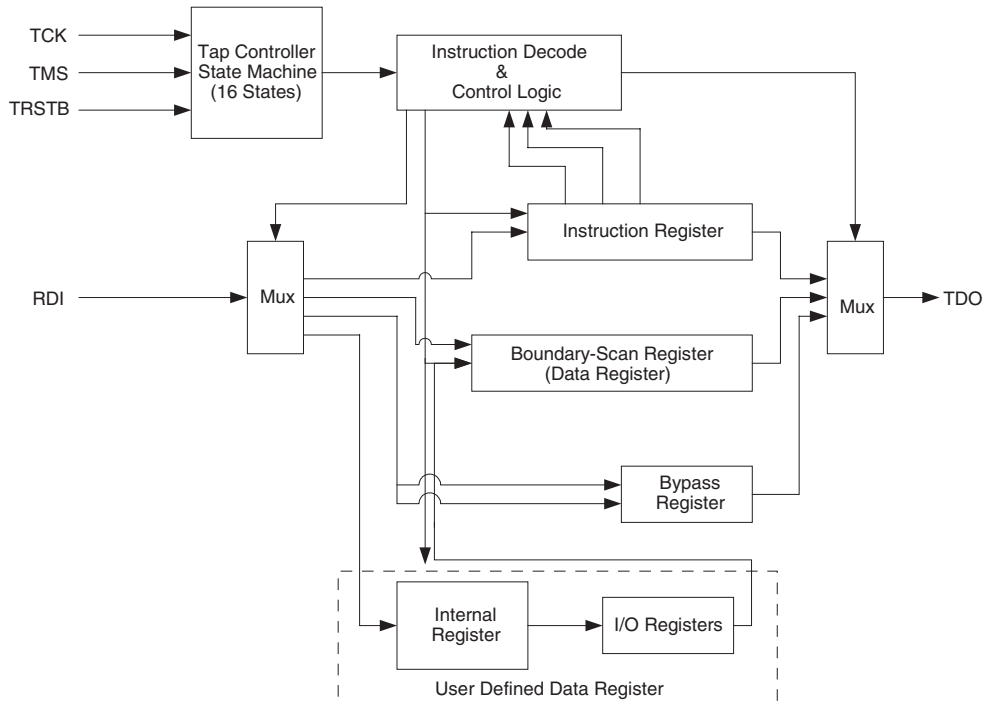 TCK
TMS
TRSTB
Tap Controller
State Machine
(16 States)
Instruction Decode
&
Control Logic
RDI
Mux
Instruction Register
Boundary-Scan Register
(Data Register)
Bypass
Register
Mux
TDO
Internal
Register
I/O Registers
User Defined Data Register